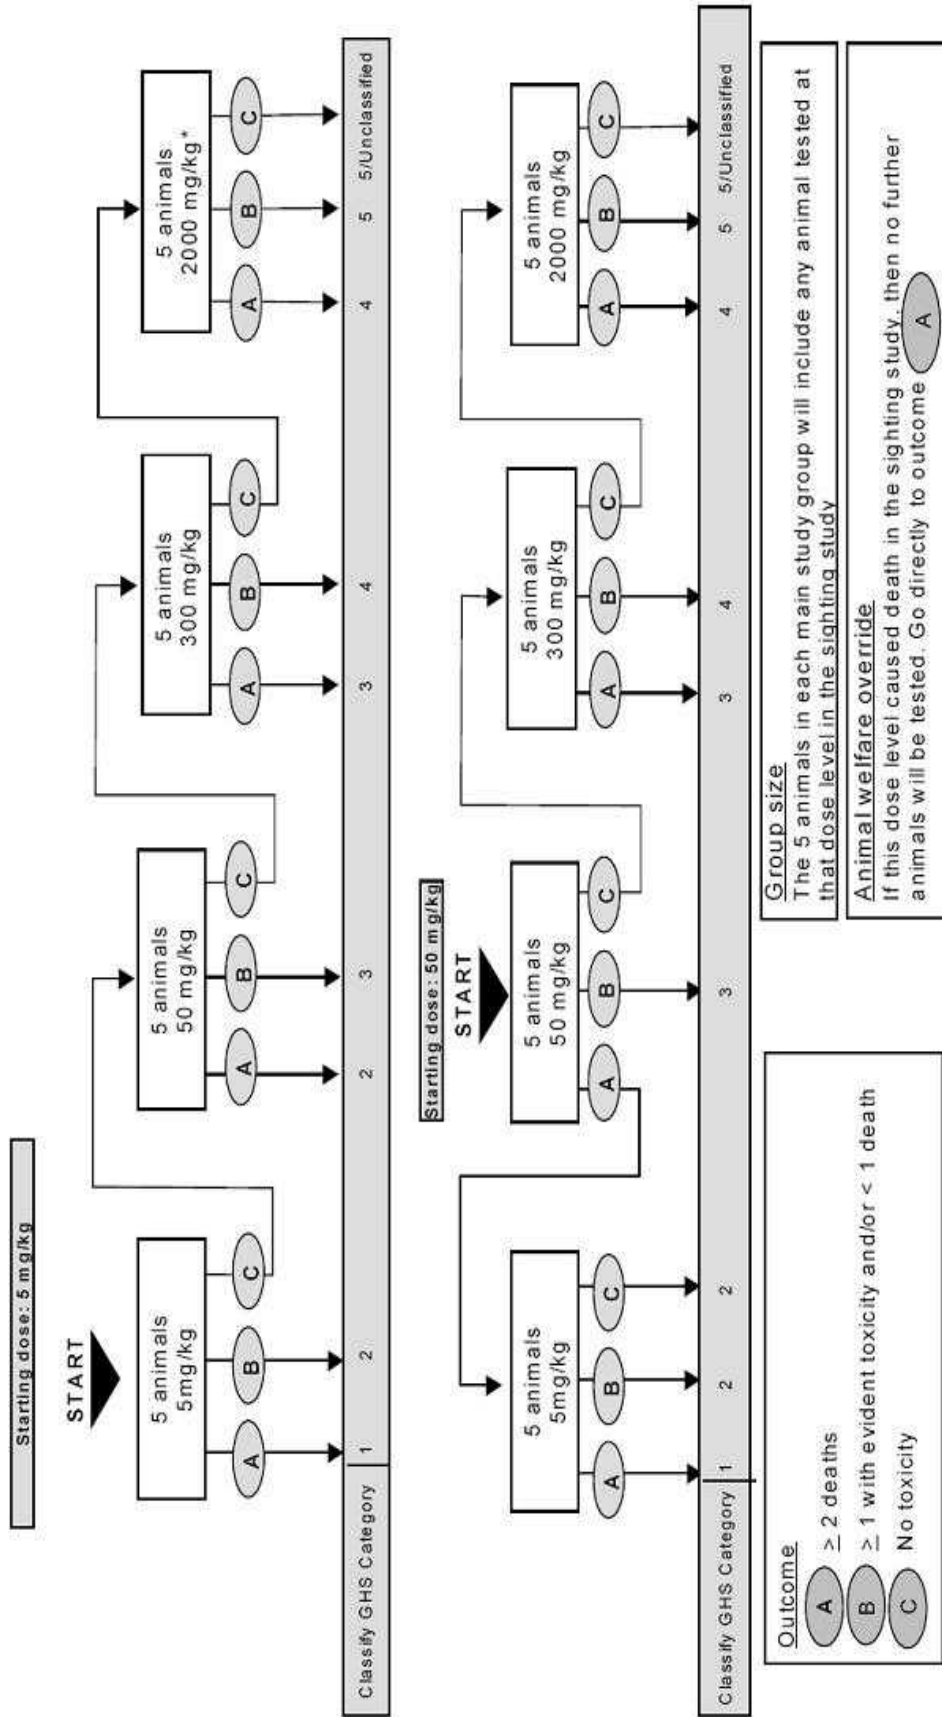 Starting dose: 5 mg/kg
START
5 animals
5mg/kg
5 animals
50 mg/kg
5 animals
300 mg/kg
5 animals
2000 mg/kg*
A
B
C
A
B
C
A
B
C
A
B
C
Classify GHS Category 1 2 2 3 3 4 4 5 5/Unclassified
Starting dose: 50 mg/kg
START
5 animals
5mg/kg
5 animals
50 mg/kg
5 animals
300 mg/kg
5 animals
2000 mg/kg
A
B
C
A
B
C
A
B
C
A
B
C
Classify GHS Category 1 2 2 3 3 4 4 5 5/Unclassified
Outcome
A ≥ 2 deaths
B ≥ 1 with evident toxicity and/or < 1 death
C No toxicity
Group size
The 5 animals in each main study group will include any animal tested at
that dose level in the sighting study
Animal welfare override
If this dose level caused death in the sighting study, then no further
animals will be tested. Go directly to outcome A